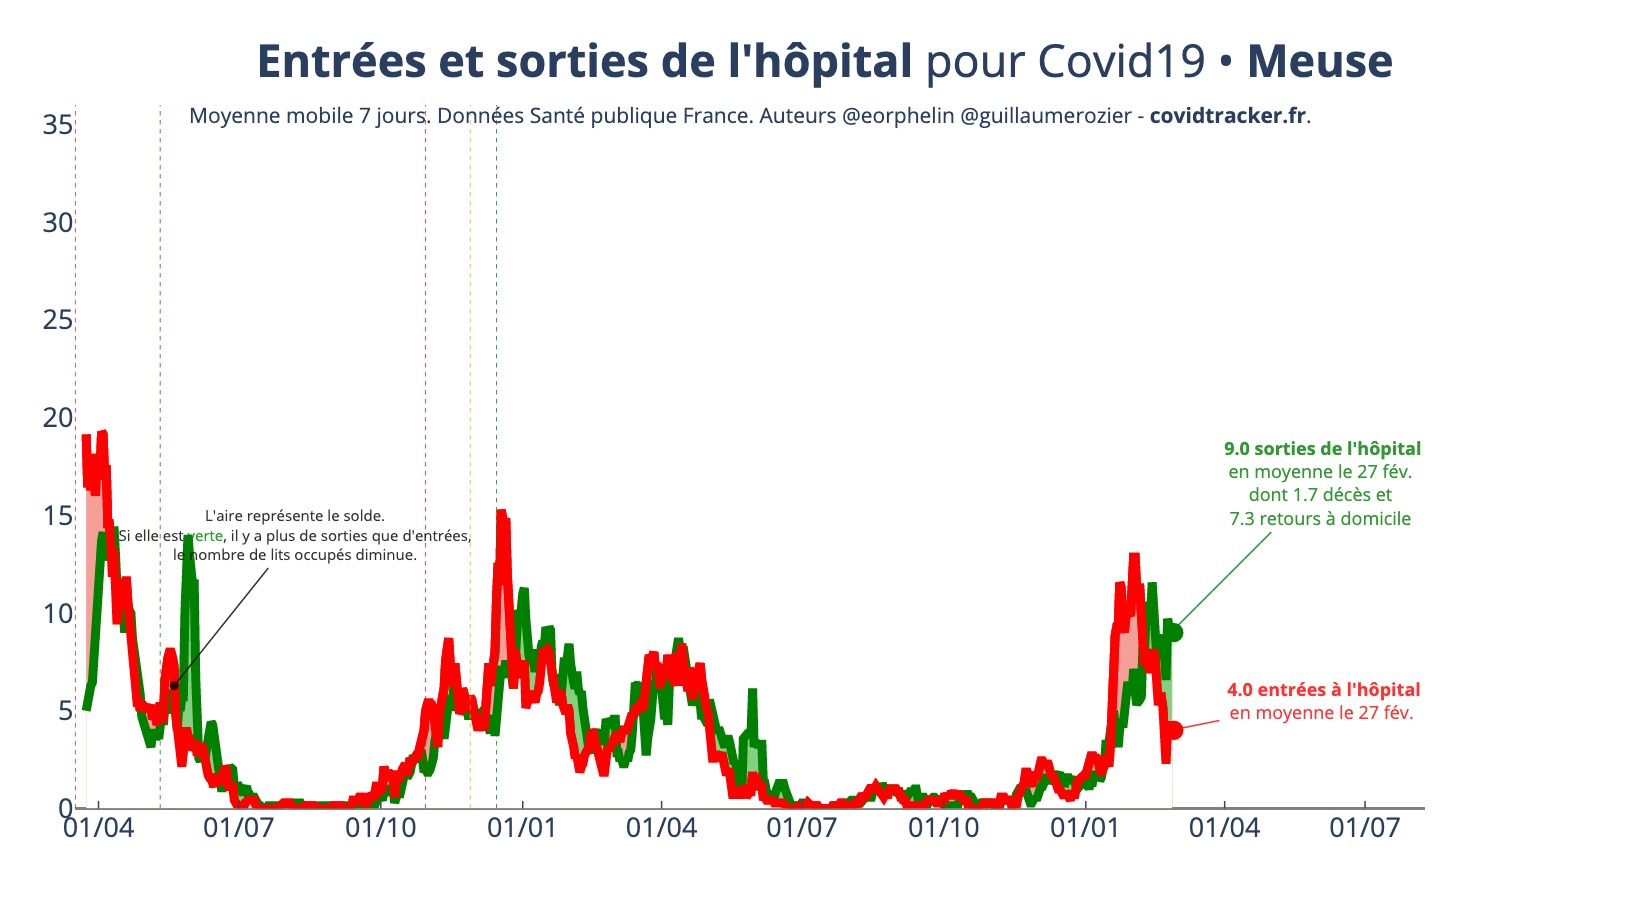 Entrées et sorties de l'hôpital pour Covid19 • Meuse
Moyenne mobile 7 jours. Données Santé publique France. Auteurs @eorphelin @guillaumerozier - covidtracker.fr.
35
30
25
20
15
10
5
0
L'aire représente le solde.
Si elle est verte, il y a plus de sorties que d'entrées,
le nombre de lits occupés diminue.
9.0 sorties de l'hôpital
en moyenne le 27 fév.
dont 1.7 décès et
7.3 retours à domicile
4.0 entrées à l'hôpital
en moyenne le 27 fév.
01/04 01/07 01/10 01/01 01/04 01/07 01/10 01/01 01/04 01/07